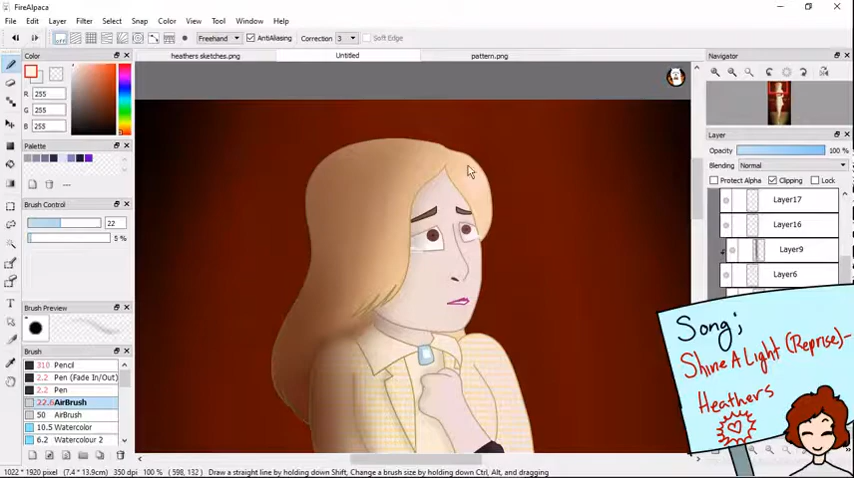 FireAlpaca
File Edit Layer Filter Select Snap Color View Tool Window Help
OFF Freehand AntiAliasing Correction 3 Soft Edge
Color heathers sketches.png Untitled pattern.png Navigator
R 255
G 255
B 255
Layer
Opacity 100 %
Blending Normal
Palette
Protect Alpha Clipping Lock
Layer17
Brush Control
22
Layer16
5 %
Layer9
Layer6
Brush Preview
Brush
310 Pencil
2.2 Pen (Fade In/Out)
2.2 Pen
22.6 AirBrush
50 AirBrush
10.5 Watercolor
6.2 Watercolour 2
Song;
Shine A Light (Reprise)-
Heathers
1022 * 1920 pixel (7.4 * 13.9cm) 350 dpi 100 % ( 598, 132 ) Draw a straight line by holding down Shift, Change a brush size by holding down Ctrl, Alt, and dragging